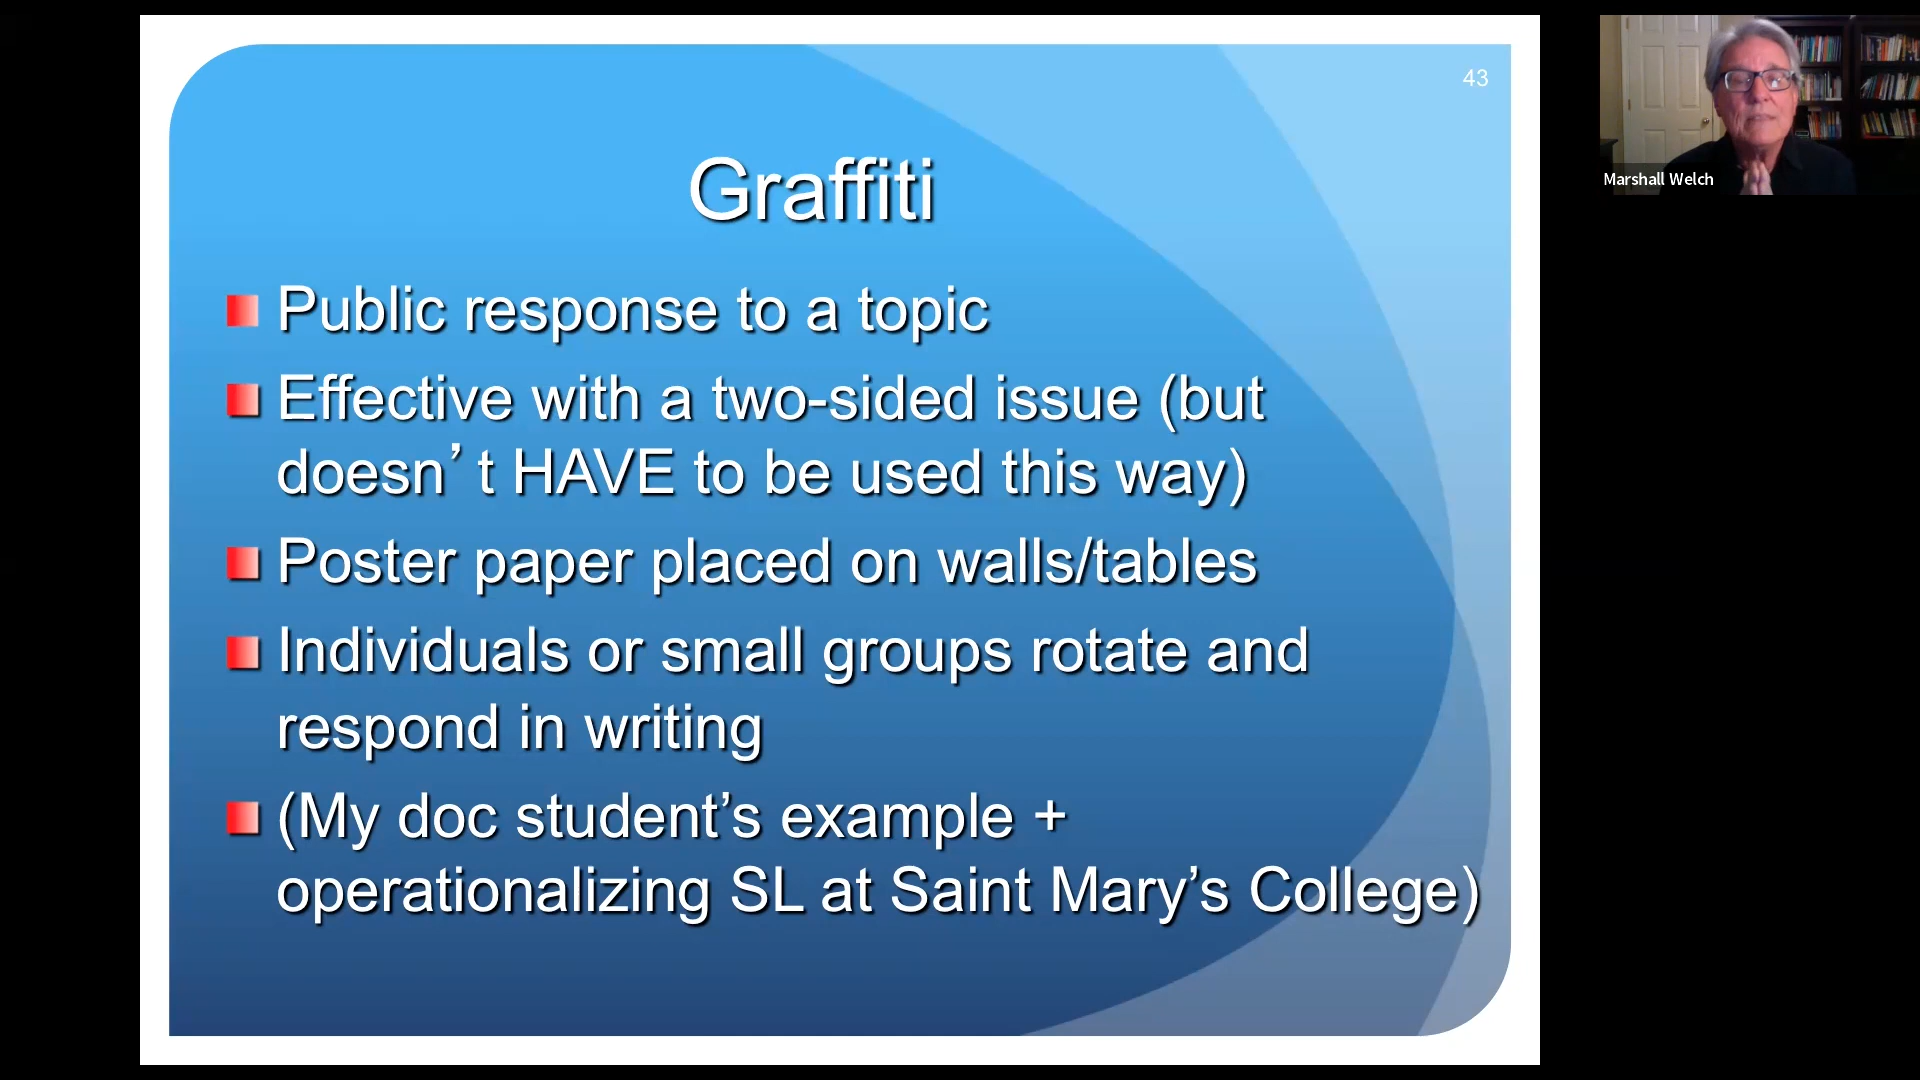 43
Graffiti
Public response to a topic
Effective with a two-sided issue (but
doesn’ t HAVE to be used this way)
Poster paper placed on walls/tables
Individuals or small groups rotate and
respond in writing
(My doc student’s example +
operationalizing SL at Saint Mary’s College)
Marshall Welch